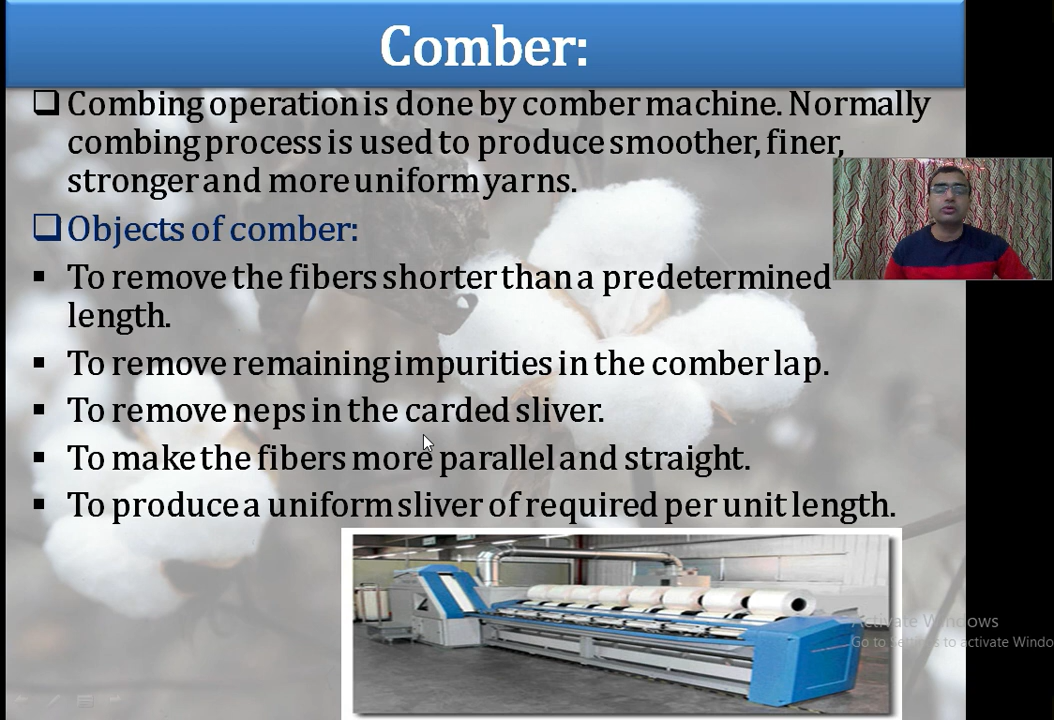 Comber:
❑ Combing operation is done by comber machine. Normally
combing process is used to produce smoother, finer,
stronger and more uniform yarns.
❑ Objects of comber:
▪ To remove the fibers shorter than a predetermined
length.
▪ To remove remaining impurities in the comber lap.
▪ To remove neps in the carded sliver.
▪ To make the fibers more parallel and straight.
▪ To produce a uniform sliver of required per unit length.
Activate Windows
Go to Settings to activate Windo